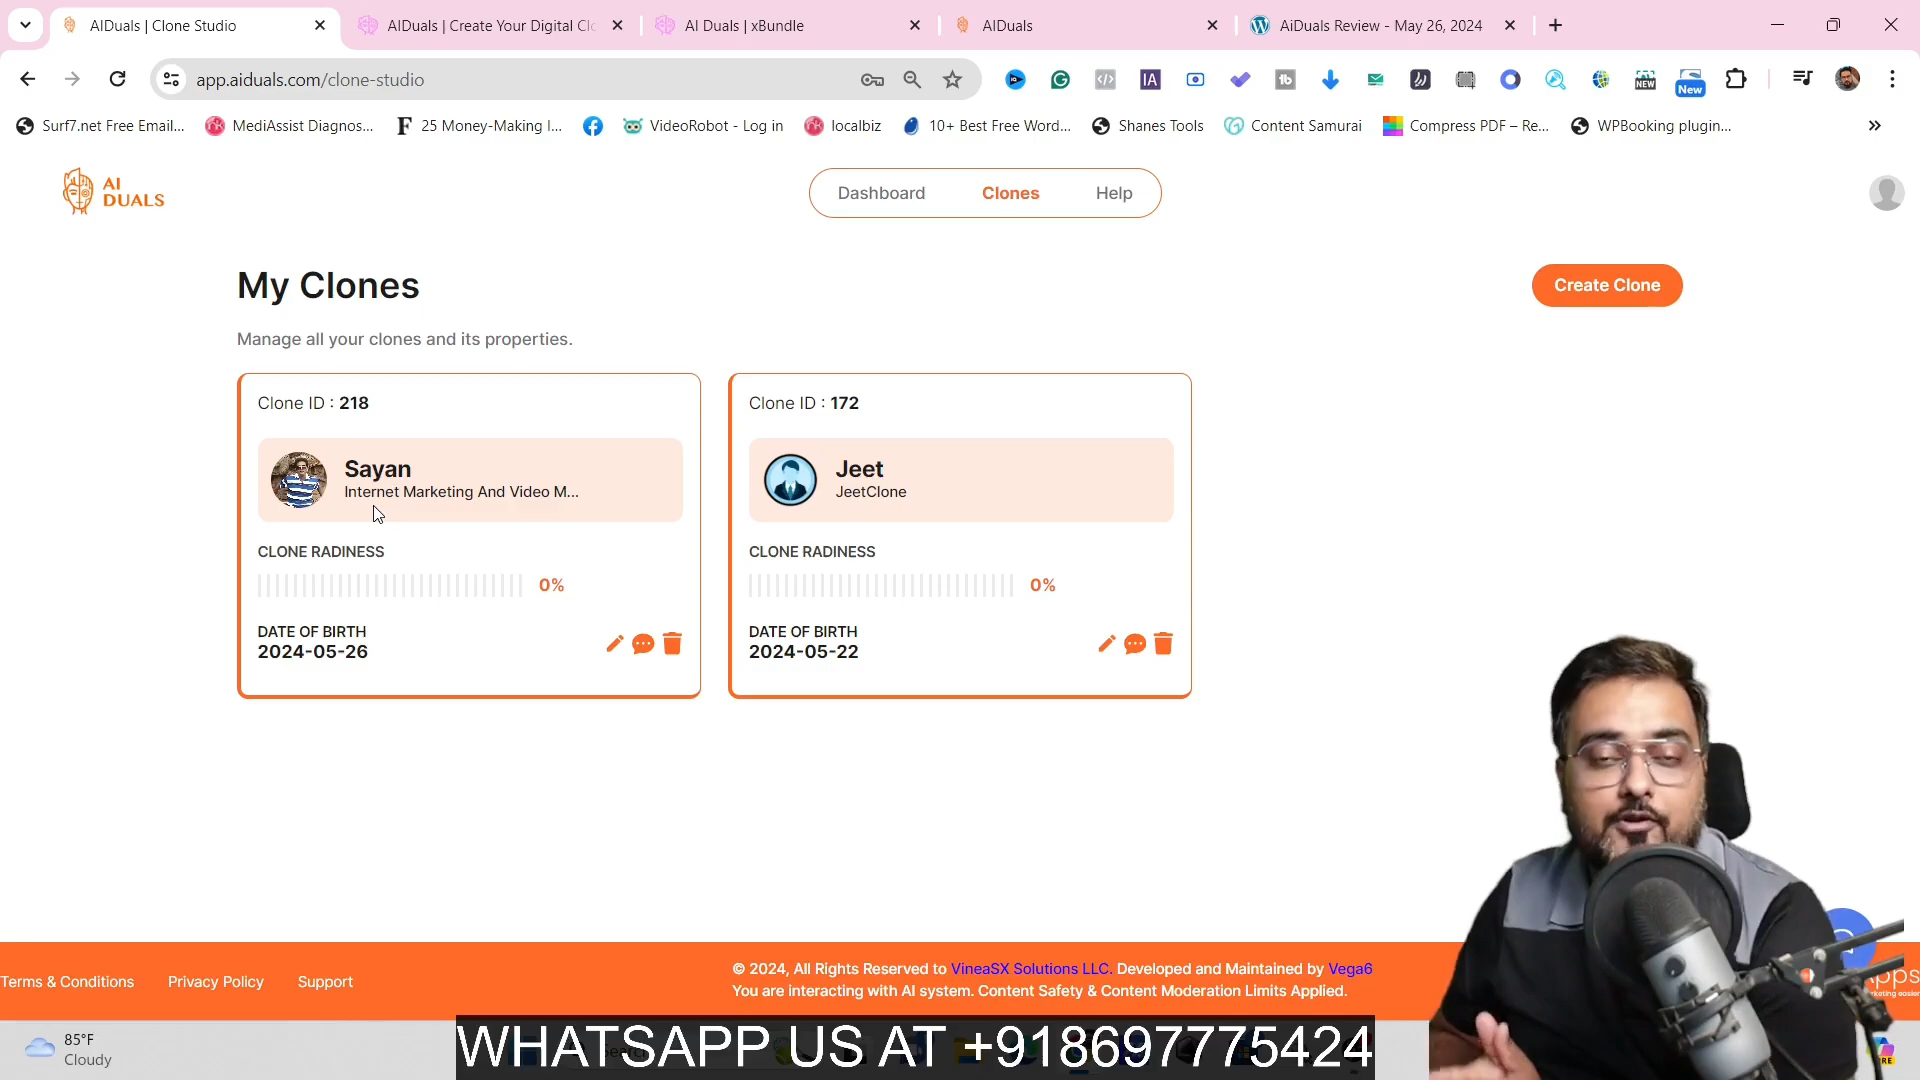 AIDuals | Clone Studio
AIDuals | Create Your Digital Clo
AI Duals | xBundle
AIDuals
AiDuals Review - May 26, 2024
app.aiduals.com/clone-studio
IA
tb
NEW
New
Surf7.net Free Email...
MediAssist Diagnos...
25 Money-Making I...
VideoRobot - Log in
localbiz
10+ Best Free Word...
Shanes Tools
Content Samurai
Compress PDF – Re...
WPBooking plugin...
AI
DUALS
Dashboard
Clones
Help
My Clones
Create Clone
Manage all your clones and its properties.
Clone ID : 218
Sayan
Internet Marketing And Video M...
CLONE RADINESS
0%
DATE OF BIRTH
2024-05-26
Clone ID : 172
Jeet
JeetClone
CLONE RADINESS
0%
DATE OF BIRTH
2024-05-22
Terms & Conditions
Privacy Policy
Support
© 2024, All Rights Reserved to VineaSX Solutions LLC. Developed and Maintained by Vega6
You are interacting with AI system. Content Safety & Content Moderation Limits Applied.
85°F
Cloudy
WHATSAPP US AT +918697775424